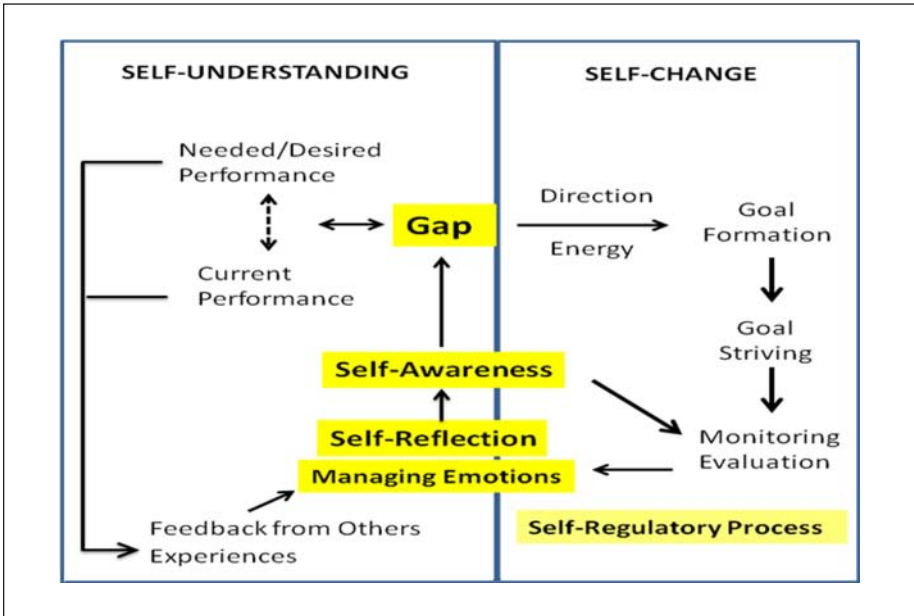 SELF-UNDERSTANDING
Needed/Desired
Performance
Gap
Current
Performance
Self-Awareness
Self-Reflection
Managing Emotions
Feedback from Others
Experiences
SELF-CHANGE
Direction
Energy
Goal
Formation
Goal
Striving
Monitoring
Evaluation
Self-Regulatory Process